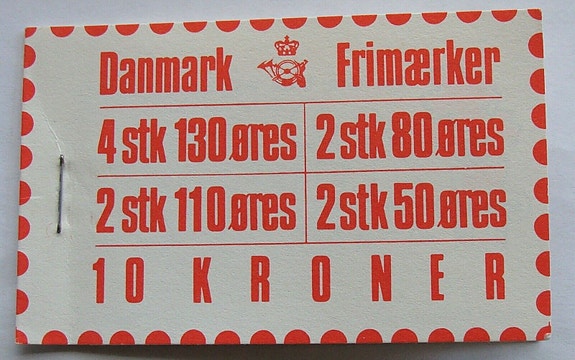 Danmark Frimærker
4 stk 130 øres 2 stk 80 øres
2 stk 110 øres 2 stk 50 øres
10 KRONER